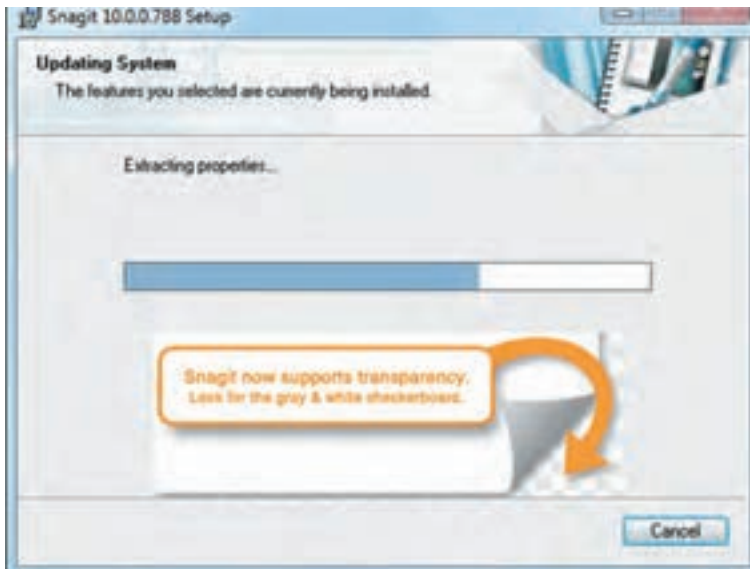 Snagit 10.0.0.788 Setup
Updating System
The features you selected are currently being installed.
Extracting properties...
Snagit now supports transparency.
Look for the gray & white checkerboard.
Cancel